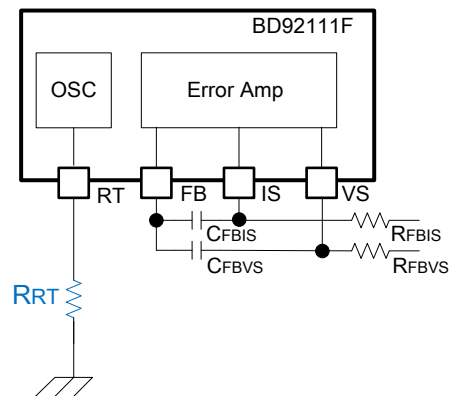 BD92111F
OSC
Error Amp
RT
FB
IS
VS
CFBIS
RFBIS
CFBVS
RFBVS
RRT